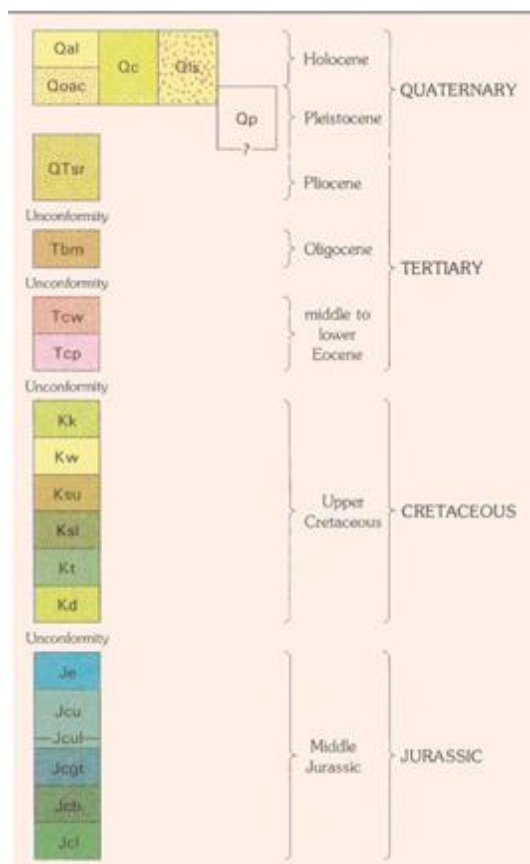 Qal
Qc
Qls
Holocene
Qoac
QUATERNARY
Qp
Pleistocene
?
QTsr
Pliocene
Unconformity
Tbm
Oligocene
TERTIARY
Unconformity
Tcw
middle to
lower
Eocene
Tcp
Unconformity
Kk
Kw
Ksu
Upper
Cretaceous
CRETACEOUS
Ksl
Kt
Kd
Unconformity
Je
Jcu
Jcul
Middle
Jurassic
JURASSIC
Jcgt
Jcb
Jcl